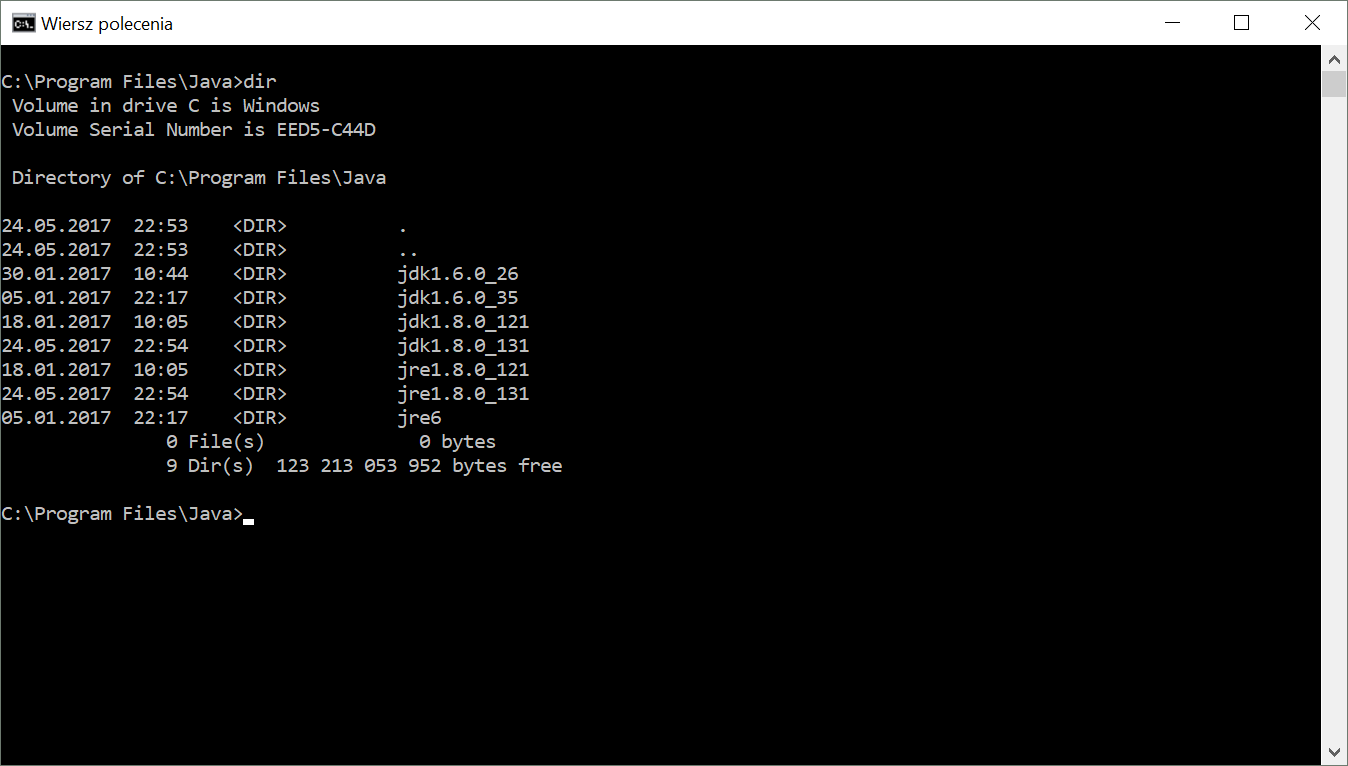 Wiersz polecenia
C:\Program Files\Java>dir
 Volume in drive C is Windows
 Volume Serial Number is EED5-C44D

 Directory of C:\Program Files\Java

24.05.2017  22:53    <DIR>          .
24.05.2017  22:53    <DIR>          ..
30.01.2017  10:44    <DIR>          jdk1.6.0_26
05.01.2017  22:17    <DIR>          jdk1.6.0_35
18.01.2017  10:05    <DIR>          jdk1.8.0_121
24.05.2017  22:54    <DIR>          jdk1.8.0_131
18.01.2017  10:05    <DIR>          jre1.8.0_121
24.05.2017  22:54    <DIR>          jre1.8.0_131
05.01.2017  22:17    <DIR>          jre6
               0 File(s)              0 bytes
               9 Dir(s)  123 213 053 952 bytes free

C:\Program Files\Java>